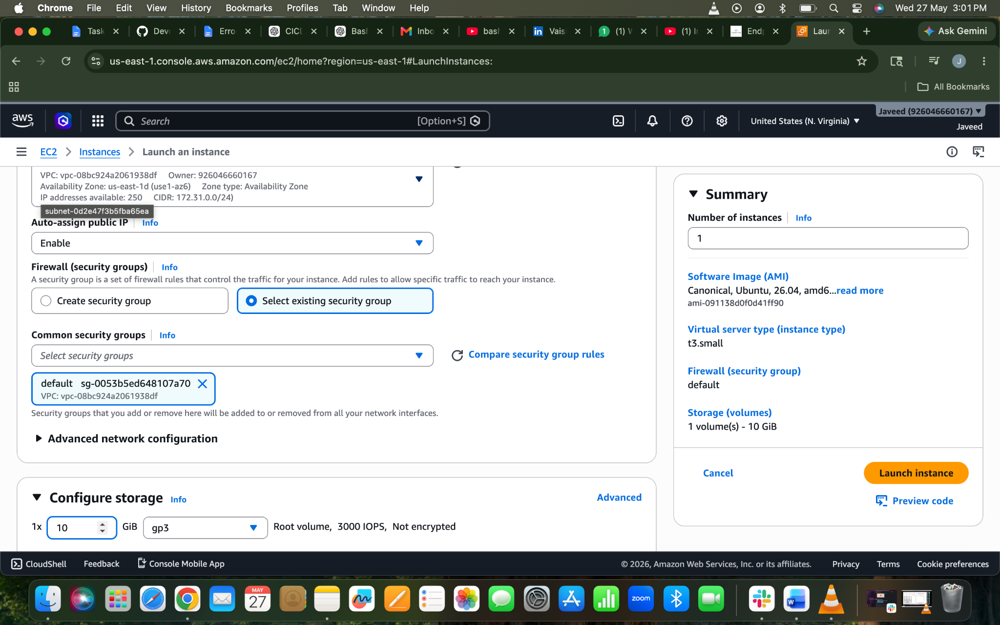 Chrome File Edit View History Bookmarks Profiles Tab Window Help Wed 27 May 3:01 PM
Task Dev Erro CICD Bash Inbo bash Vais 1 (1) (1) Endp Laun Ask Gemini
us-east-1.console.aws.amazon.com/ec2/home?region=us-east-1#LaunchInstances: J
All Bookmarks
aws Search [Option+S] United States (N. Virginia) Javeed (926046660167)
Javeed
EC2 Instances Launch an instance
VPC: vpc-08bc924a2061938df Owner: 926046660167
Availability Zone: us-east-1d (use1-az6) Zone type: Availability Zone
IP addresses available: 250 CIDR: 172.31.0.0/24)
subnet-0d2e47f3b5fba65ea
Auto-assign public IP Info
Enable
Firewall (security groups) Info
A security group is a set of firewall rules that control the traffic for your instance. Add rules to allow specific traffic to reach your instance.
Create security group Select existing security group
Common security groups Info
Select security groups Compare security group rules
default sg-0053b5ed648107a70
VPC: vpc-08bc924a2061938df
Security groups that you add or remove here will be added to or removed from all your network interfaces.
Advanced network configuration
Configure storage Info Advanced
1x 10 GiB gp3 Root volume, 3000 IOPS, Not encrypted
Summary
Number of instances Info
1
Software Image (AMI)
Canonical, Ubuntu, 26.04, amd6...read more
ami-091138d0f0d41ff90
Virtual server type (instance type)
t3.small
Firewall (security group)
default
Storage (volumes)
1 volume(s) - 10 GiB
Cancel Launch instance
Preview code
CloudShell Feedback Console Mobile App © 2026, Amazon Web Services, Inc. or its affiliates. Privacy Terms Cookie preferences
MAY
27
zoom
W